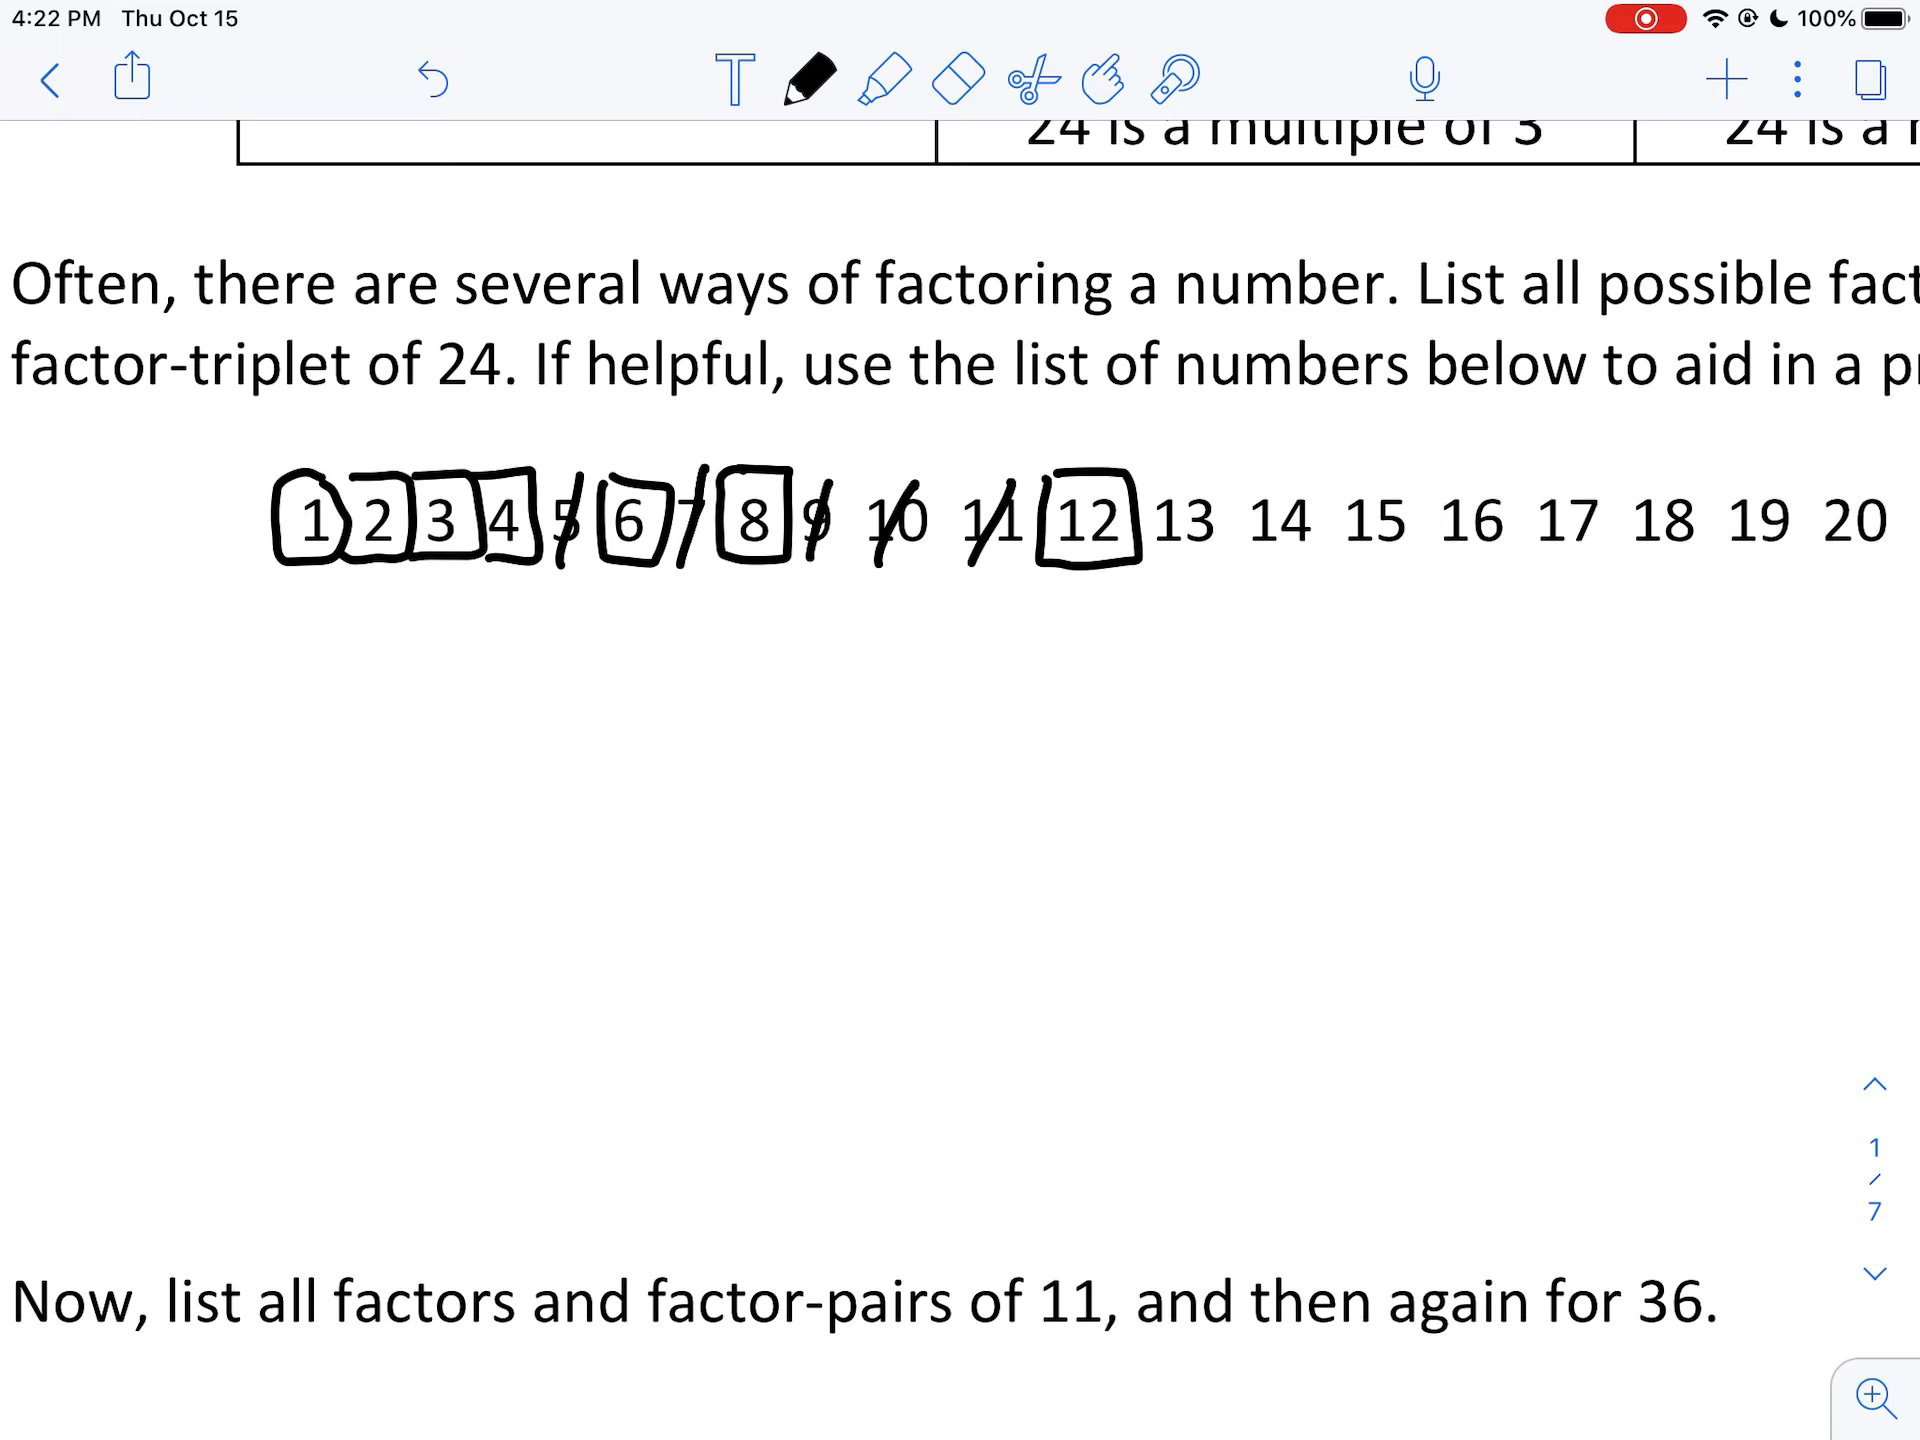 4:22 PM Thu Oct 15 100%
24 is a multiple of 3 24 is a
Often, there are several ways of factoring a number. List all possible fact
factor-triplet of 24. If helpful, use the list of numbers below to aid in a p
1 2 3 4 5 6 7 8 9 10 11 12 13 14 15 16 17 18 19 20
1
/
7
Now, list all factors and factor-pairs of 11, and then again for 36.